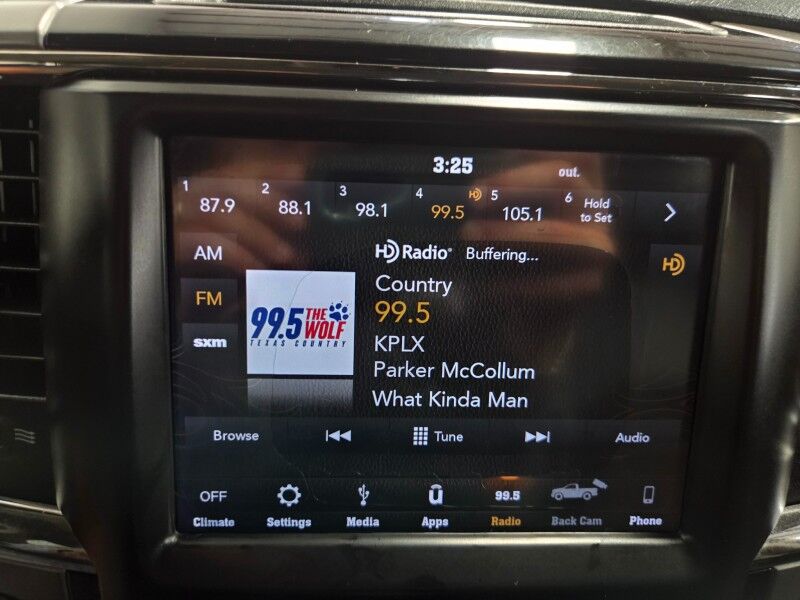 3:25
out.
1 87.9
2 88.1
3 98.1
4 99.5 HD
5 105.1
6 Hold to Set
AM
FM
sxm
HD Radio® Buffering...
HD
99.5 THE WOLF
TEXAS COUNTRY
Country
99.5
KPLX
Parker McCollum
What Kinda Man
Browse
Tune
Audio
OFF
99.5
Climate
Settings
Media
Apps
Radio
Back Cam
Phone